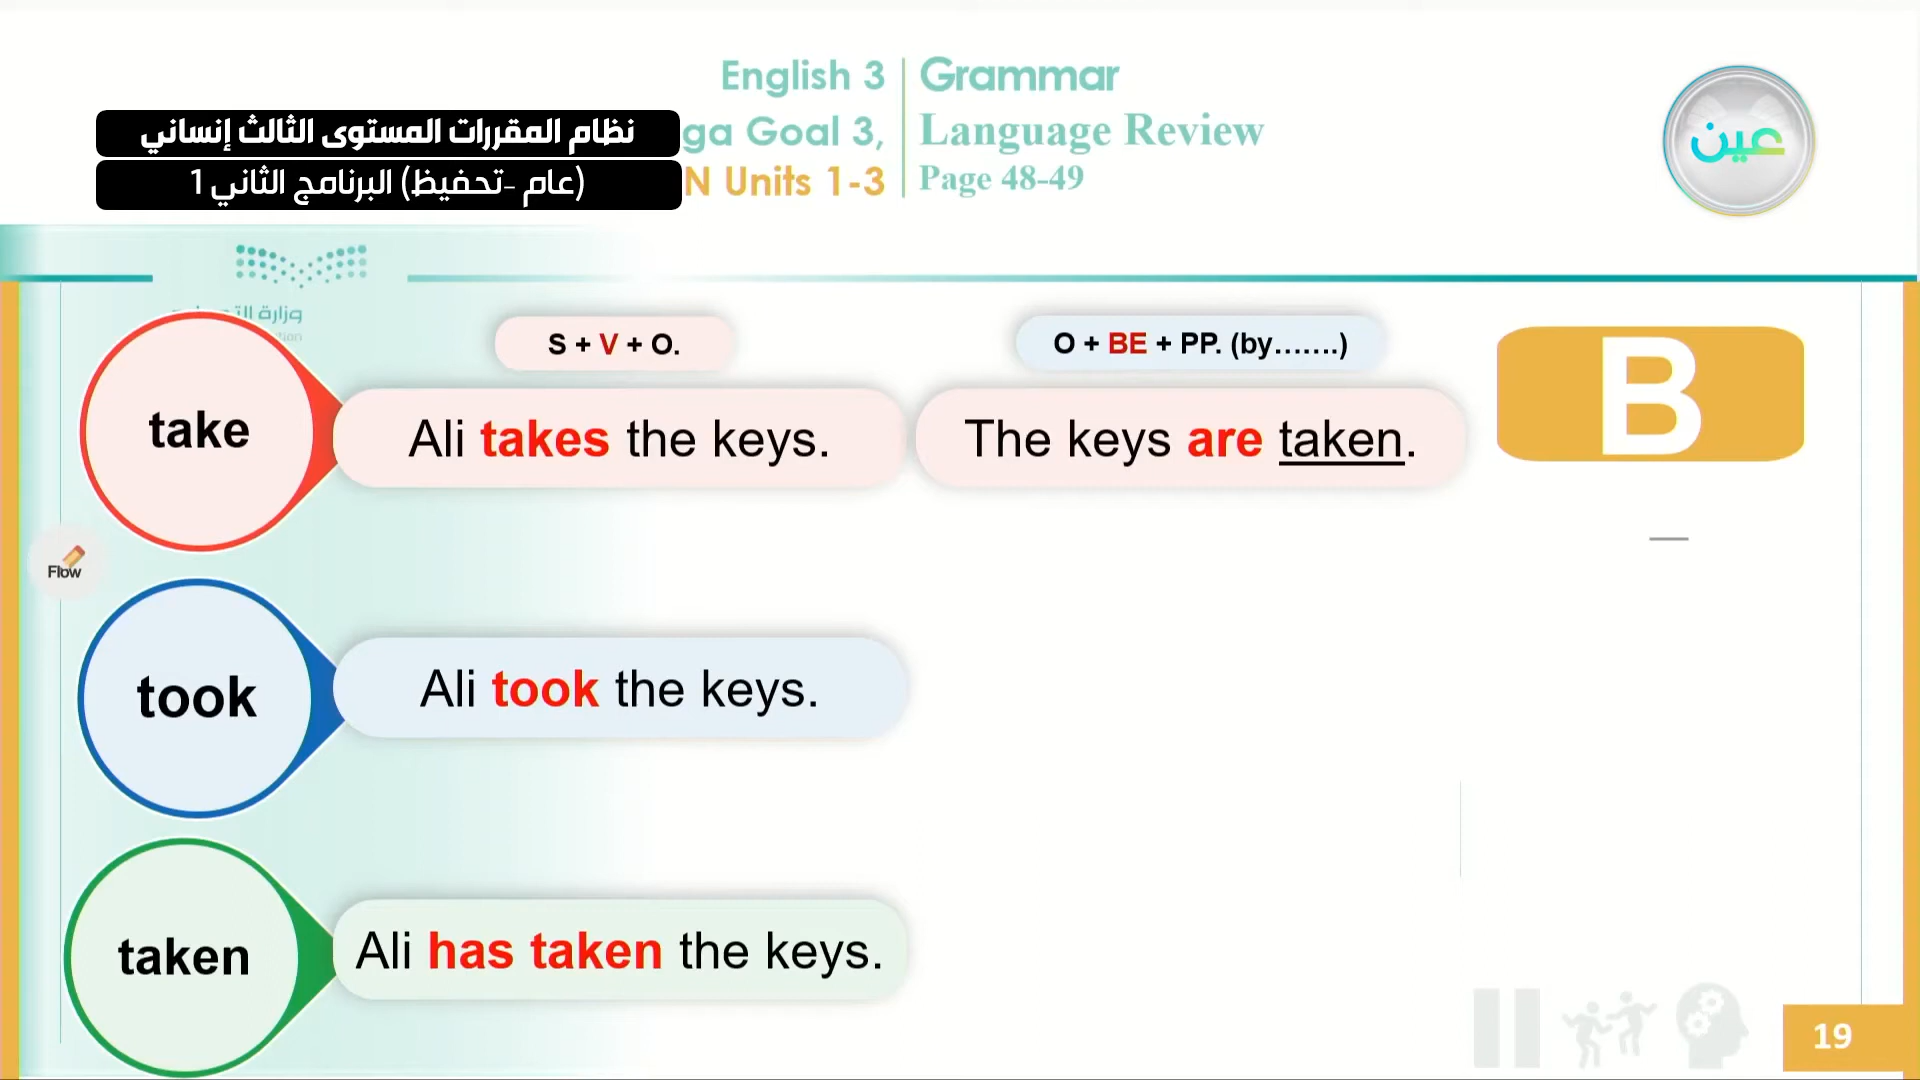 English 3
ga Goal 3,
N Units 1-3
Grammar
Language Review
Page 48-49
نظام المقررات المستوى الثالث إنساني
(عام -تحفيظ) البرنامج الثاني 1
عين
وزارة
S + V + O.
O + BE + PP. (by.......)
B
take
Ali takes the keys.
The keys are taken.
Flow
took
Ali took the keys.
taken
Ali has taken the keys.
19